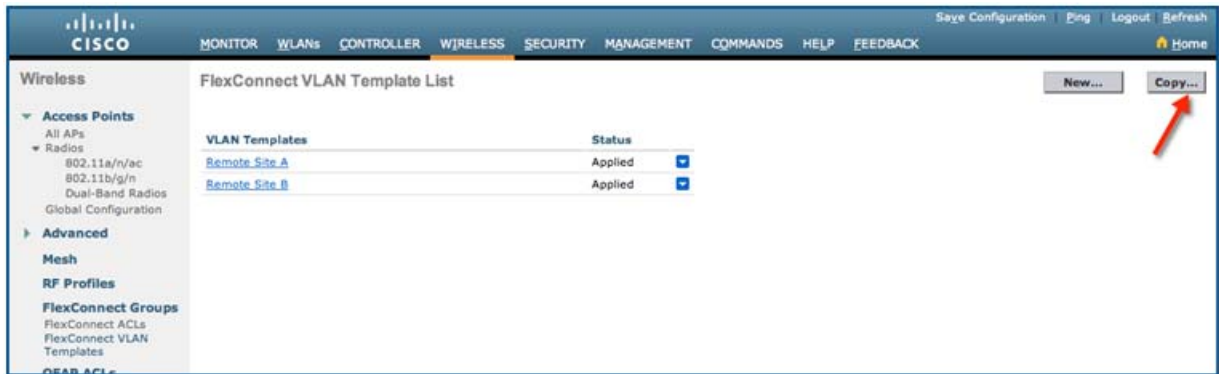 Save Configuration Ping Logout Refresh
CISCO MONITOR WLANs CONTROLLER WIRELESS SECURITY MANAGEMENT COMMANDS HELP FEEDBACK Home
Wireless
FlexConnect VLAN Template List
New... Copy...
Access Points
All APs
Radios
802.11a/n/ac
802.11b/g/n
Dual-Band Radios
Global Configuration
Advanced
Mesh
RF Profiles
FlexConnect Groups
FlexConnect ACLs
FlexConnect VLAN
Templates
OEAP ACLs
VLAN Templates Status
Remote Site A Applied
Remote Site B Applied